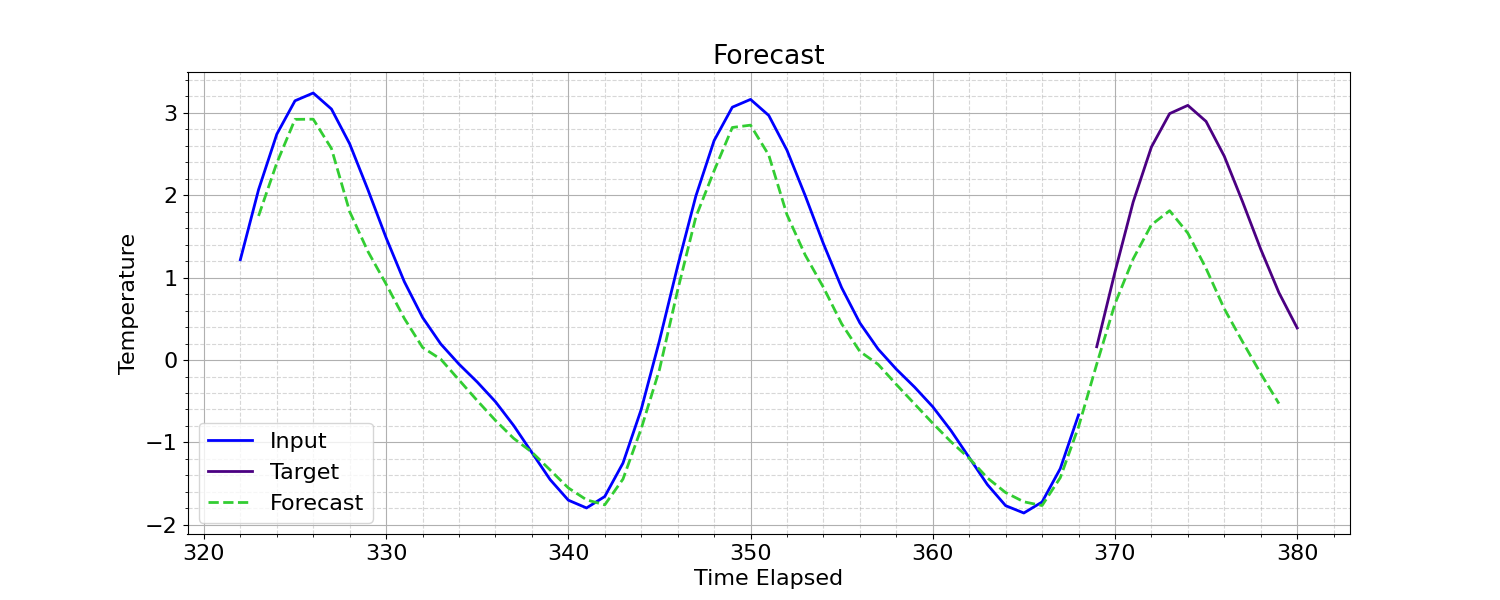 Forecast
Temperature
3
2
1
0
−1
−2
Input
Target
Forecast
320 330 340 350 360 370 380
Time Elapsed